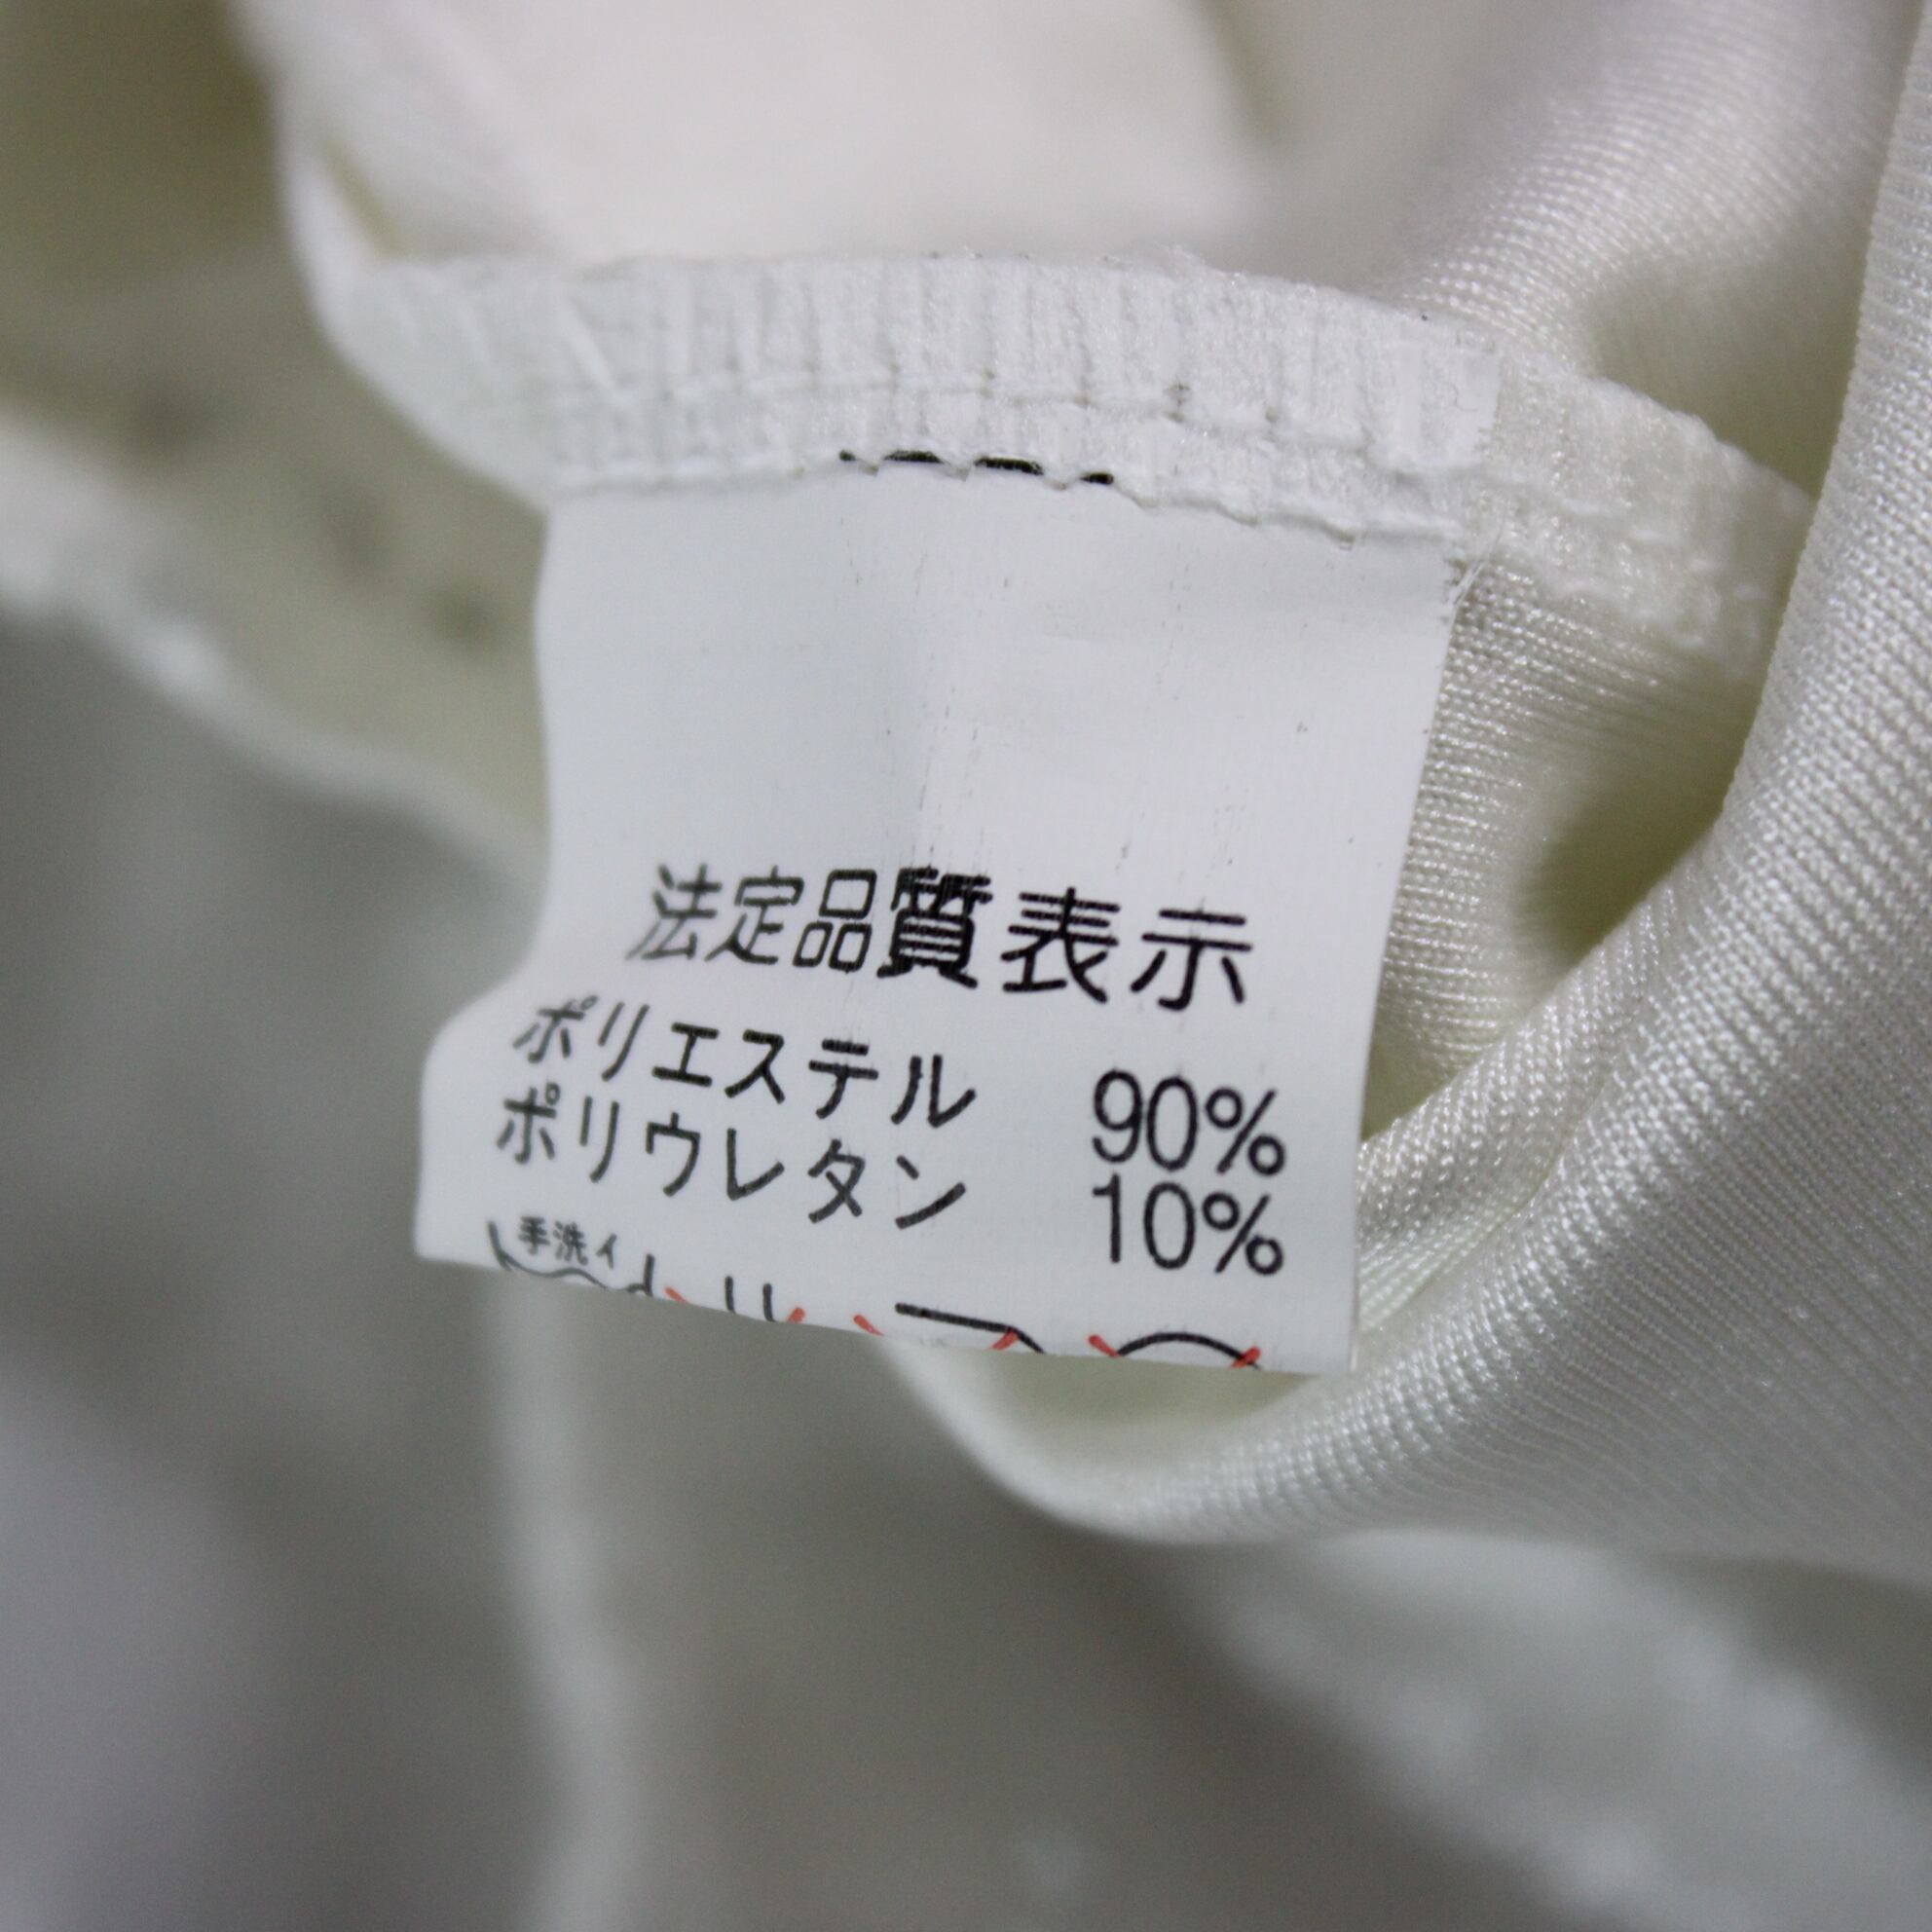 法定品質表示
ポリエステル 90%
ポリウレタン 10%
手洗イ